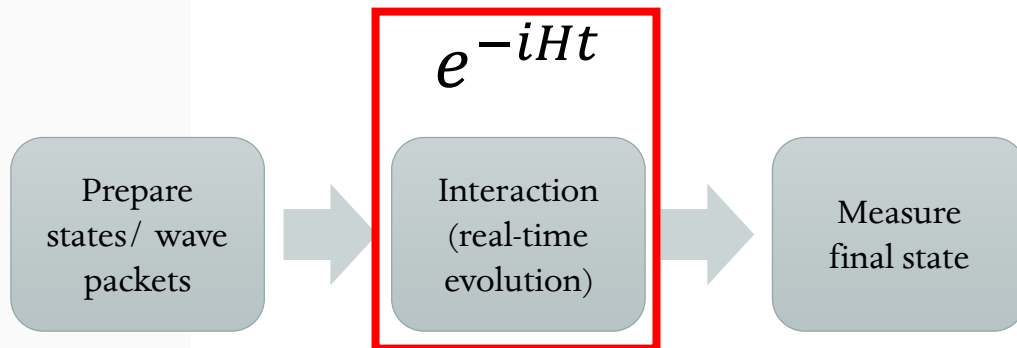 e^{-iHt}
Prepare
states/ wave
packets
Interaction
(real-time
evolution)
Measure
final state